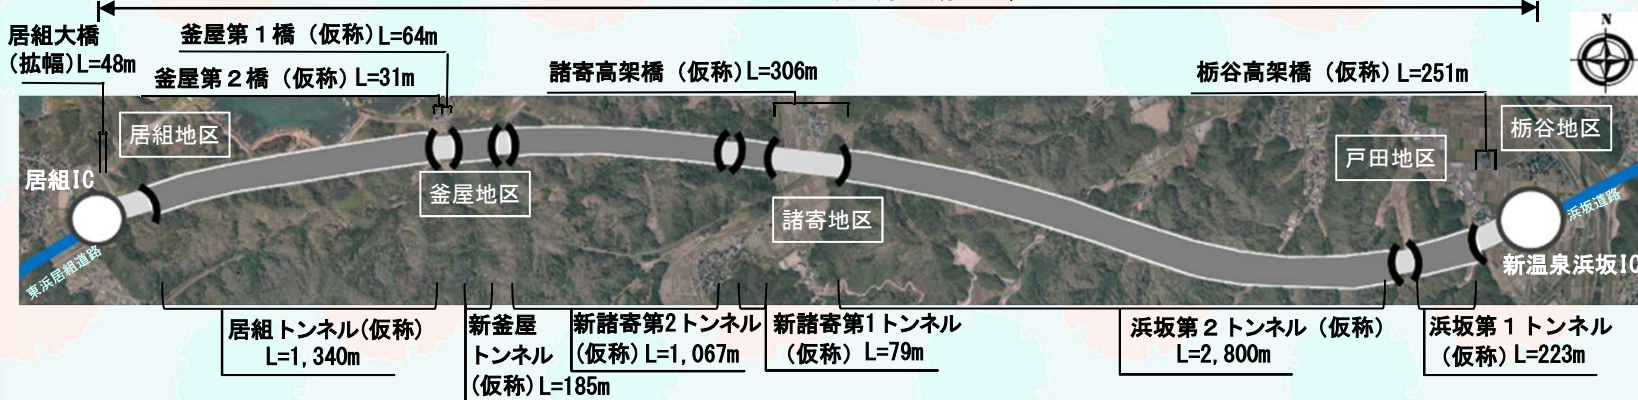 居組大橋
(拡幅)L=48m
釜屋第1橋（仮称）L=64m
釜屋第2橋（仮称）L=31m
諸寄高架橋（仮称）L=306m
栃谷高架橋（仮称）L=251m
N
居組地区
栃谷地区
戸田地区
居組IC
釜屋地区
諸寄地区
浜坂道路
東浜居組道路
新温泉浜坂IC
居組トンネル(仮称)
L=1,340m
新釜屋
トンネル
(仮称)L=185m
新諸寄第2トンネル
(仮称)L=1,067m
新諸寄第1トンネル
（仮称）L=79m
浜坂第2トンネル（仮称）
L=2,800m
浜坂第1トンネル
（仮称）L=223m